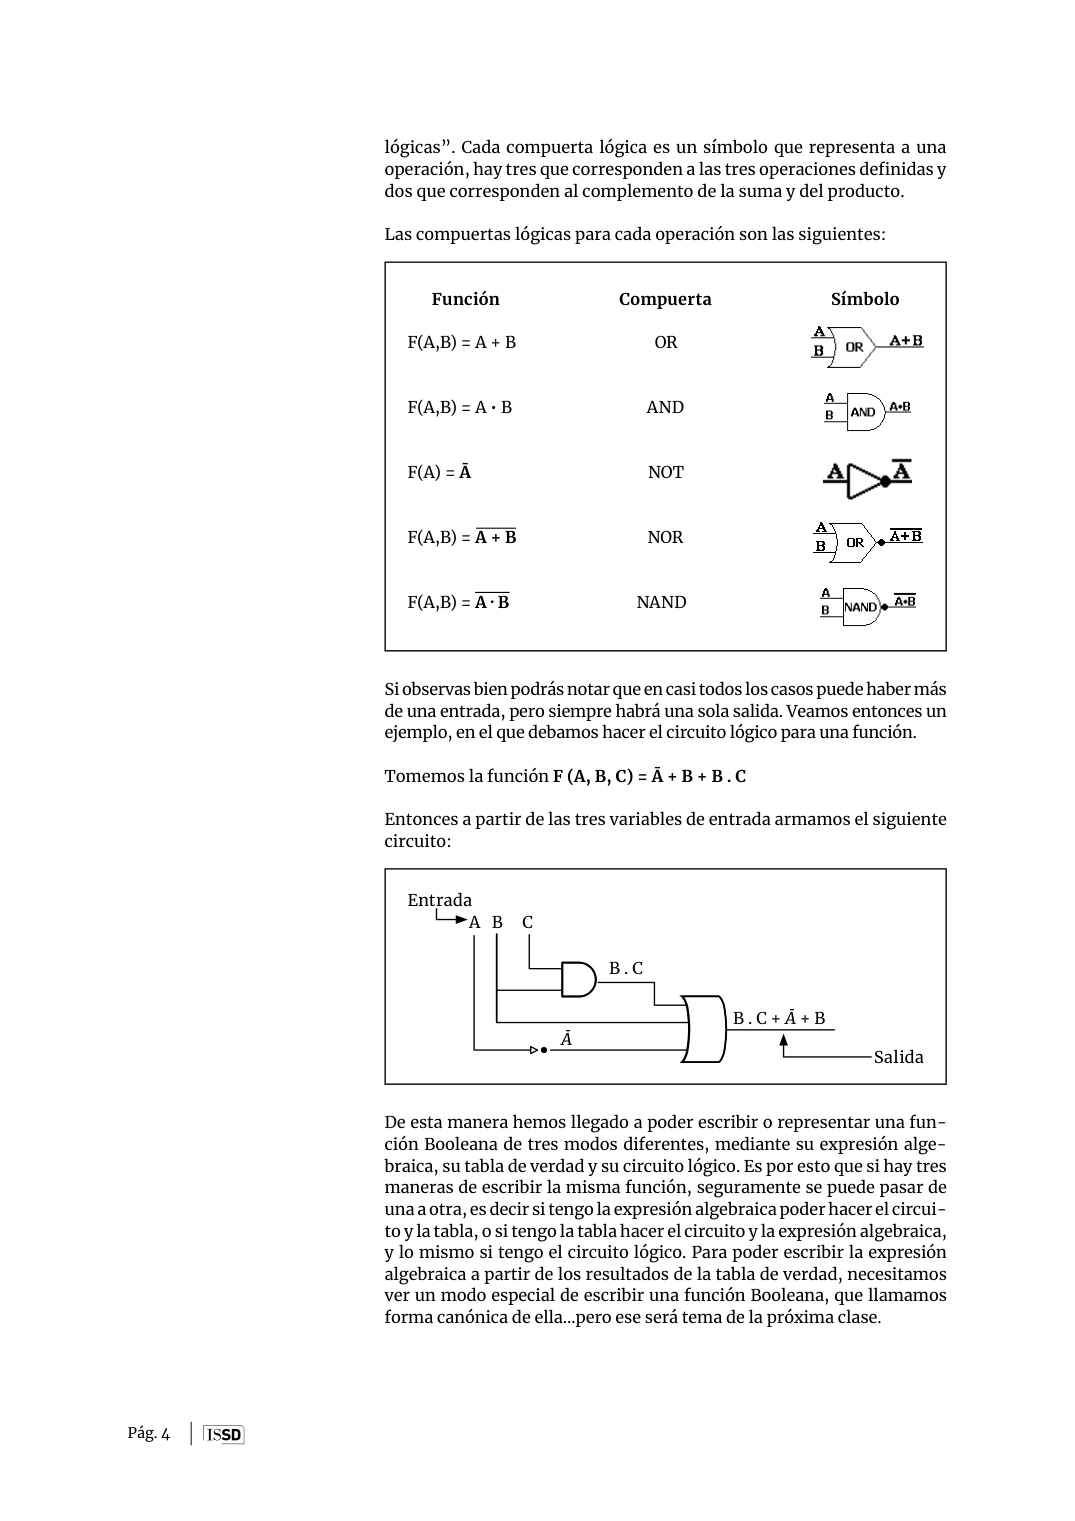 lógicas”. Cada compuerta lógica es un símbolo que representa a una
operación, hay tres que corresponden a las tres operaciones definidas y
dos que corresponden al complemento de la suma y del producto.
Las compuertas lógicas para cada operación son las siguientes:
Función Compuerta Símbolo
F(A,B) = A + B OR A B OR A+B
F(A,B) = A · B AND A B AND A•B
F(A) = Ā NOT A A̅
F(A,B) = A̅ ̅+̅ ̅B̅ NOR A B OR A̅+̅B̅
F(A,B) = A̅ ̅·̅ ̅B̅ NAND A B NAND A̅•̅B̅
Si observas bien podrás notar que en casi todos los casos puede haber más
de una entrada, pero siempre habrá una sola salida. Veamos entonces un
ejemplo, en el que debamos hacer el circuito lógico para una función.
Tomemos la función F (A, B, C) = Ā + B + B . C
Entonces a partir de las tres variables de entrada armamos el siguiente
circuito:
Entrada
A B C
B . C
B . C + Ā + B
Ā
Salida
De esta manera hemos llegado a poder escribir o representar una fun-
ción Booleana de tres modos diferentes, mediante su expresión alge-
braica, su tabla de verdad y su circuito lógico. Es por esto que si hay tres
maneras de escribir la misma función, seguramente se puede pasar de
una a otra, es decir si tengo la expresión algebraica poder hacer el circui-
to y la tabla, o si tengo la tabla hacer el circuito y la expresión algebraica,
y lo mismo si tengo el circuito lógico. Para poder escribir la expresión
algebraica a partir de los resultados de la tabla de verdad, necesitamos
ver un modo especial de escribir una función Booleana, que llamamos
forma canónica de ella...pero ese será tema de la próxima clase.
Pág. 4 ISSD